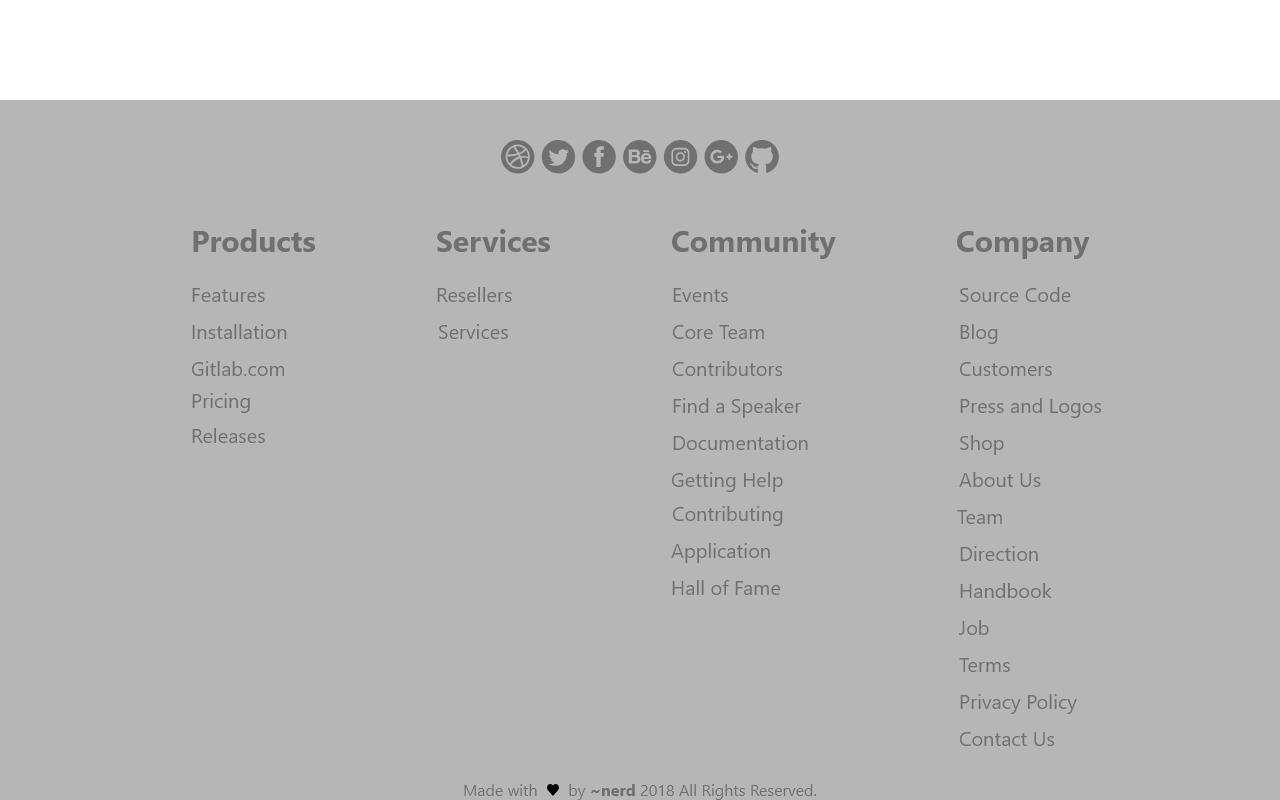 Products
Features
Installation
Gitlab.com
Pricing
Releases
Services
Resellers
Services
Community
Events
Core Team
Contributors
Find a Speaker
Documentation
Getting Help
Contributing
Application
Hall of Fame
Company
Source Code
Blog
Customers
Press and Logos
Shop
About Us
Team
Direction
Handbook
Job
Terms
Privacy Policy
Contact Us
Made with ♥ by ~nerd 2018 All Rights Reserved.